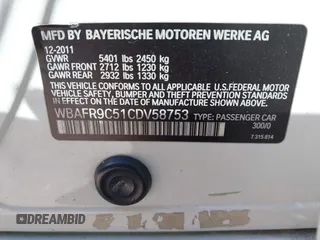 MFD BY BAYERISCHE MOTOREN WERKE AG
12-2011
GVWR 5401 lbs 2450 kg
GAWR FRONT 2712 lbs 1230 kg
GAWR REAR 2932 lbs 1330 kg
THIS VEHICLE CONFORMS TO ALL APPLICABLE U.S.FEDERAL MOTOR
VEHICLE SAFETY, BUMPER AND THEFT PREVENTION STANDARDS
IN EFFECT ON THE DATE OF MANUFACTURE SHOWN ABOVE.
WBAFR9C51CDV58753 TYPE: PASSENGER CAR
300/0
7 315 814
DREAMBID